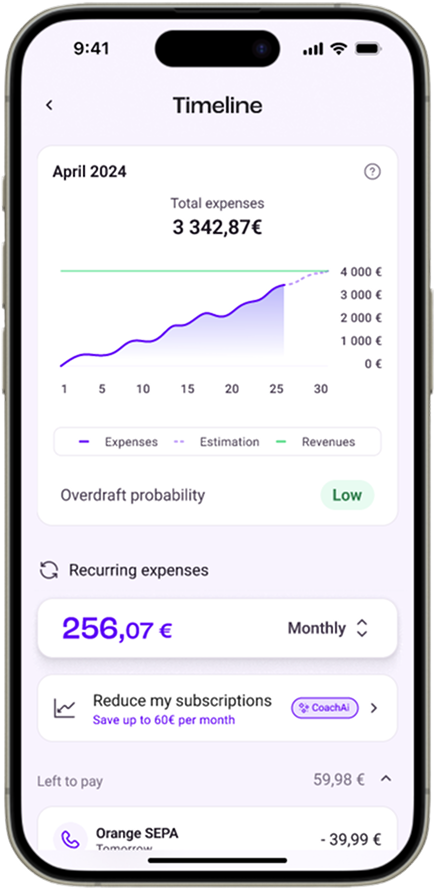 9:41
Timeline
April 2024
Total expenses
3 342,87€
4 000 €
3 000 €
2 000 €
1 000 €
0 €
1 5 10 15 20 25 30
Expenses Estimation Revenues
Overdraft probability Low
Recurring expenses
256,07 € Monthly
Reduce my subscriptions
Save up to 60€ per month
CoachAi
Left to pay 59,98 €
Orange SEPA
- 39,99 €
Tomorrow